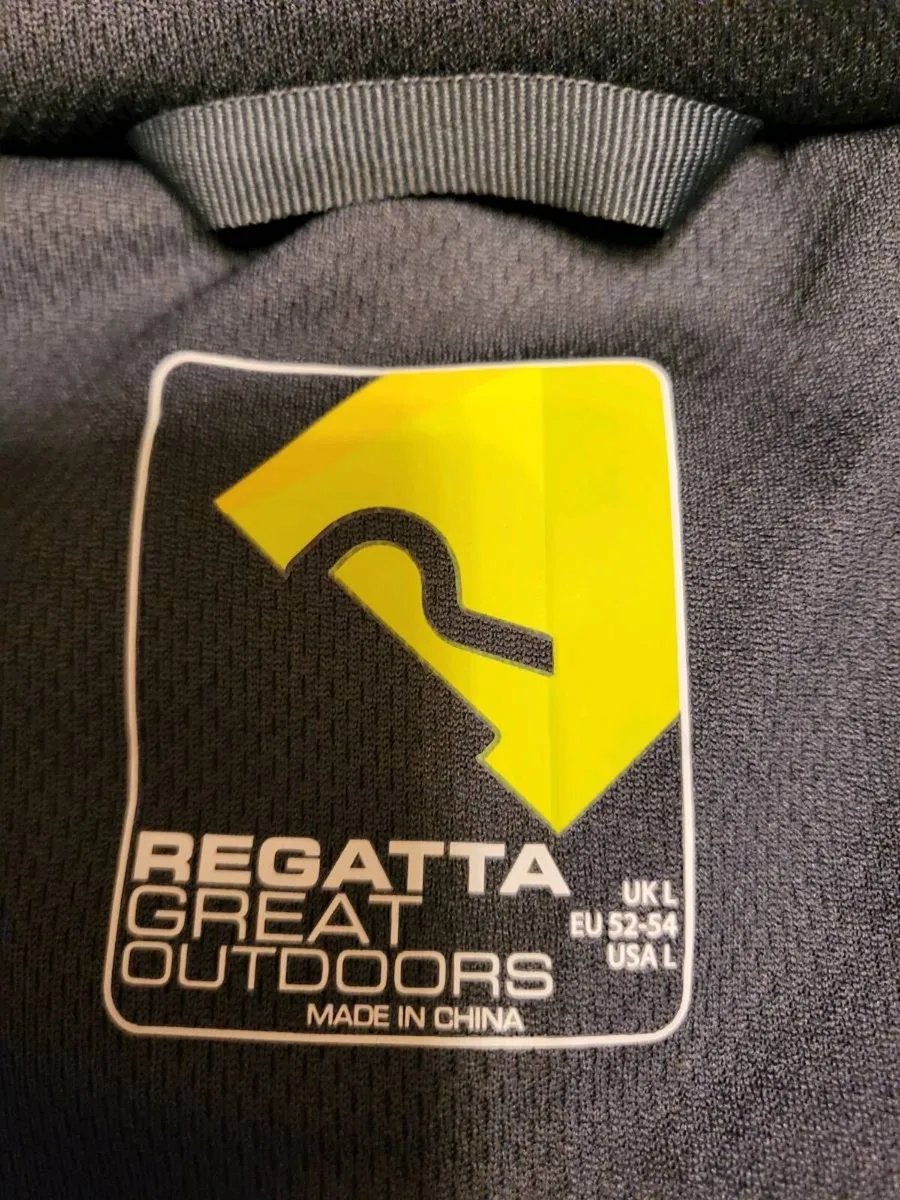 REGATTA
GREAT
OUTDOORS
UK L
EU 52-54
USA L
MADE IN CHINA